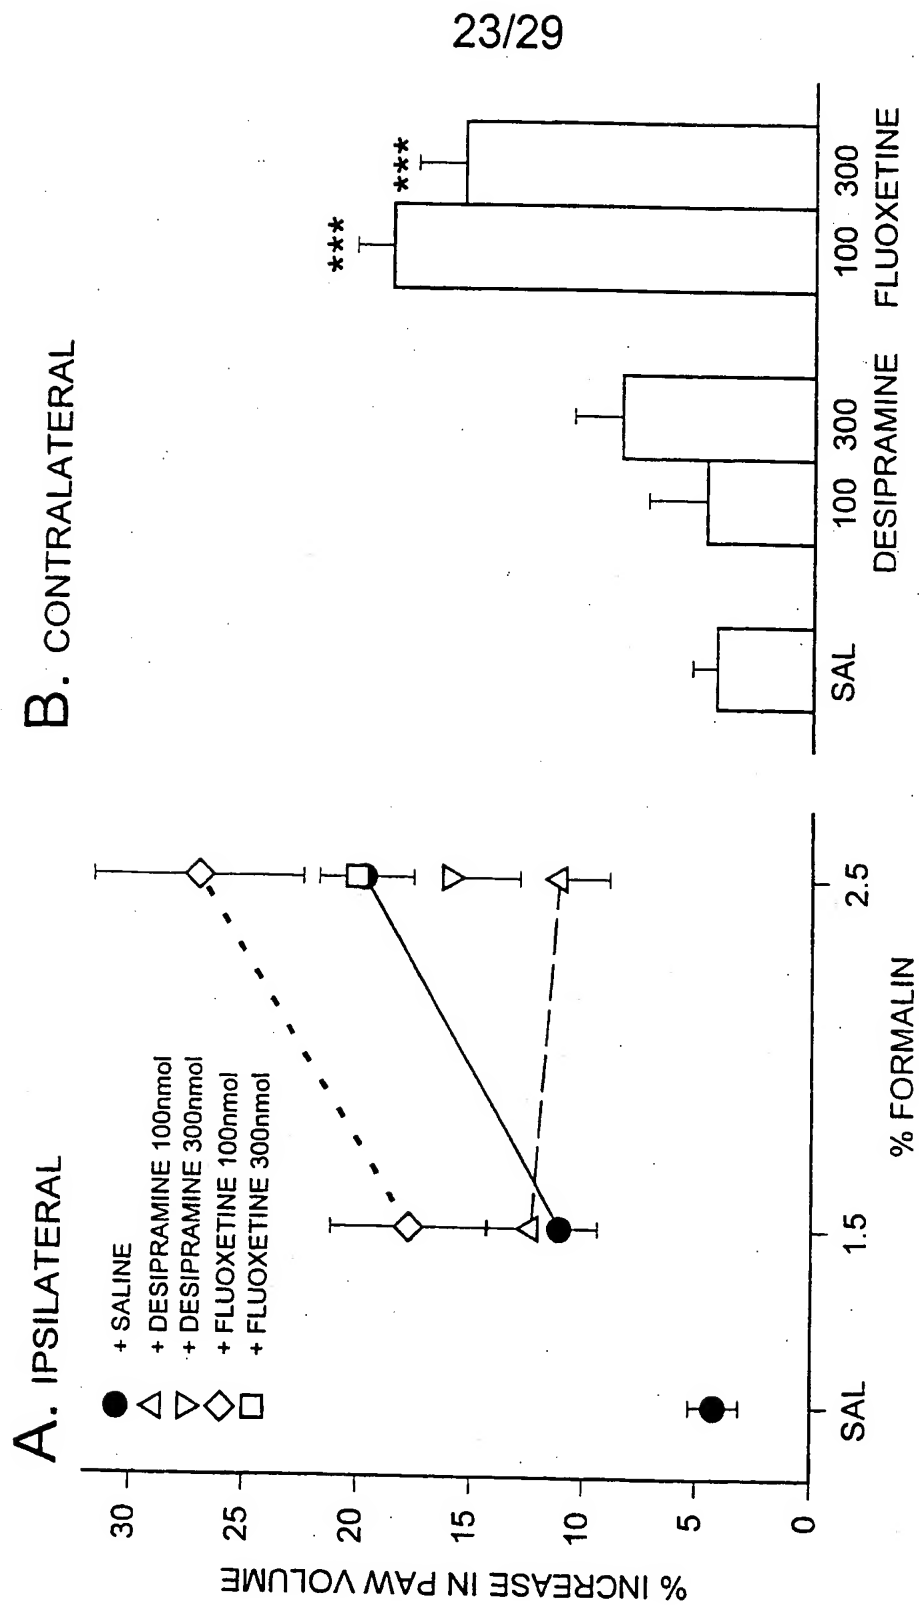 23/29
A. IPSILATERAL
+ SALINE
+ DESIPRAMINE 100nmol
+ DESIPRAMINE 300nmol
+ FLUOXETINE 100nmol
+ FLUOXETINE 300nmol
% INCREASE IN PAW VOLUME
30
25
20
15
10
5
0
SAL 1.5 2.5
% FORMALIN
B. CONTRALATERAL
***
***
SAL 100 300 100 300
DESIPRAMINE FLUOXETINE